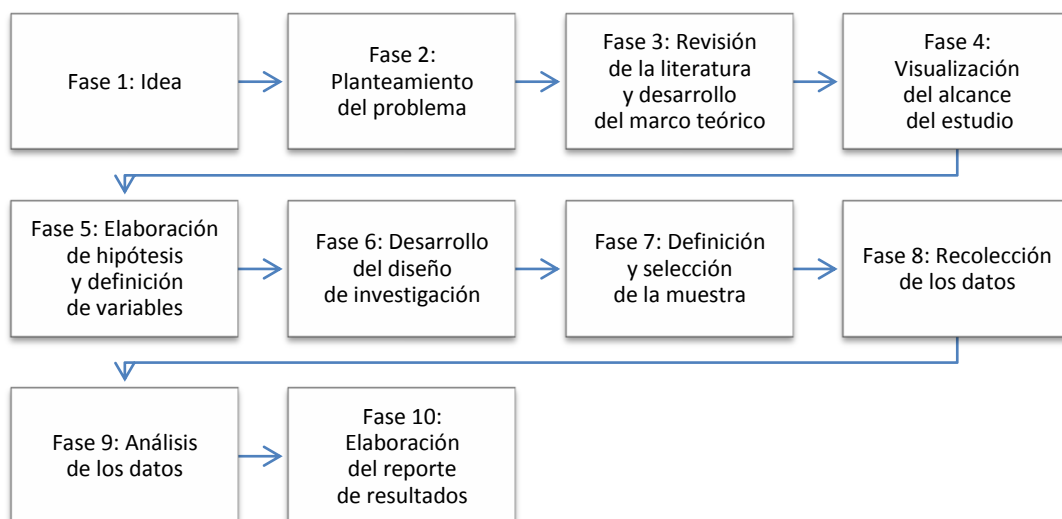 Fase 1: Idea
Fase 2:
Planteamiento
del problema
Fase 3: Revisión
de la literatura
y desarrollo
del marco teórico
Fase 4:
Visualización
del alcance
del estudio
Fase 5: Elaboración
de hipótesis
y definición
de variables
Fase 6: Desarrollo
del diseño
de investigación
Fase 7: Definición
y selección
de la muestra
Fase 8: Recolección
de los datos
Fase 9: Análisis
de los datos
Fase 10:
Elaboración
del reporte
de resultados